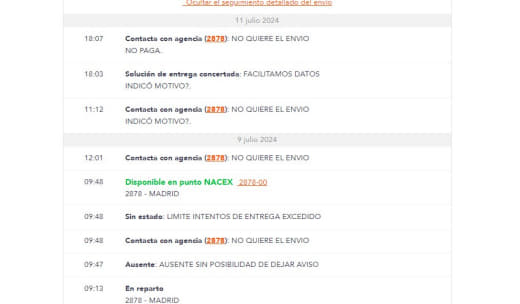 Ocultar el seguimiento detallado del envío
11 julio 2024
18:07 Contacta con agencia (2878): NO QUIERE EL ENVIO
NO PAGA.
18:03 Solución de entrega concertada: FACILITAMOS DATOS
INDICÓ MOTIVO?.
11:12 Contacta con agencia (2878): NO QUIERE EL ENVIO
INDICÓ MOTIVO?.
9 julio 2024
12:01 Contacta con agencia (2878): NO QUIERE EL ENVIO
09:48 Disponible en punto NACEX 2878-00
2878 - MADRID
09:48 Sin estado: LIMITE INTENTOS DE ENTREGA EXCEDIDO
09:48 Contacta con agencia (2878): NO QUIERE EL ENVIO
09:47 Ausente: AUSENTE SIN POSIBILIDAD DE DEJAR AVISO
09:13 En reparto
2878 - MADRID